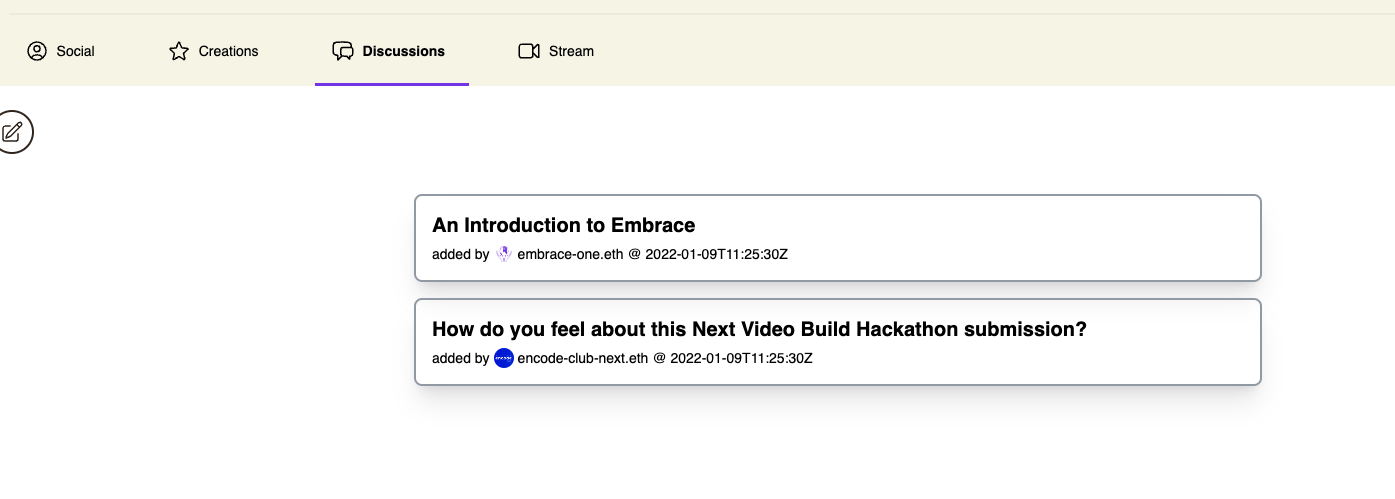 Social
Creations
Discussions
Stream
An Introduction to Embrace
added by embrace-one.eth @ 2022-01-09T11:25:30Z
How do you feel about this Next Video Build Hackathon submission?
added by encode-club-next.eth @ 2022-01-09T11:25:30Z